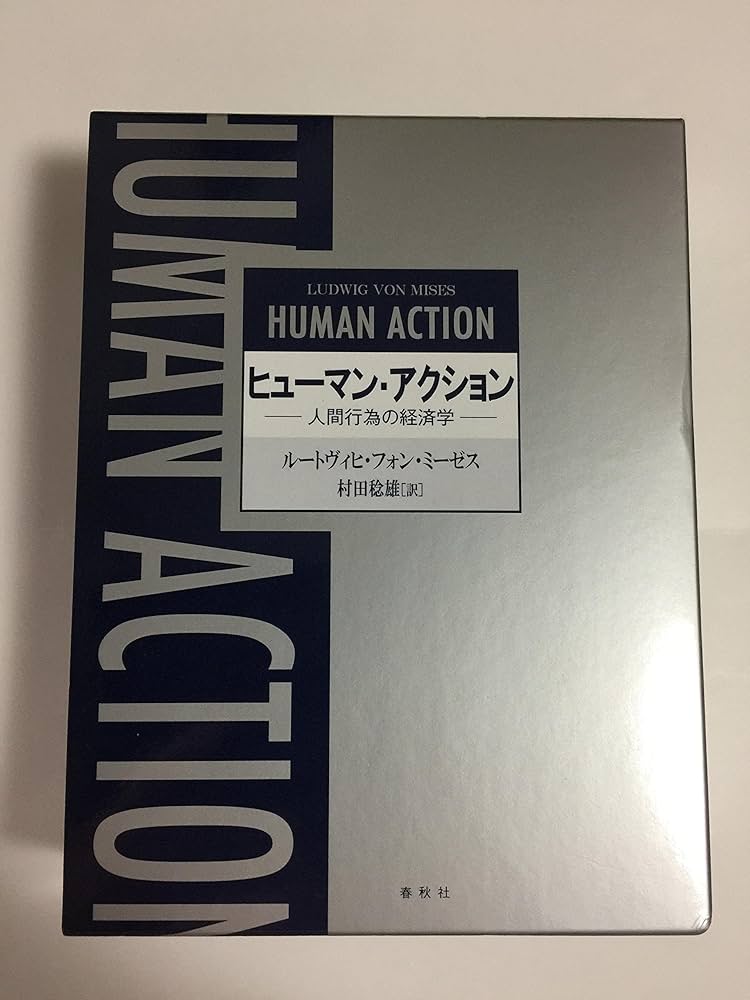 HUMAN ACTION
LUDWIG VON MISES
HUMAN ACTION
ヒューマン・アクション
人間行為の経済学
ルートヴィヒ・フォン・ミーゼス
村田稔雄[訳]
春秋社